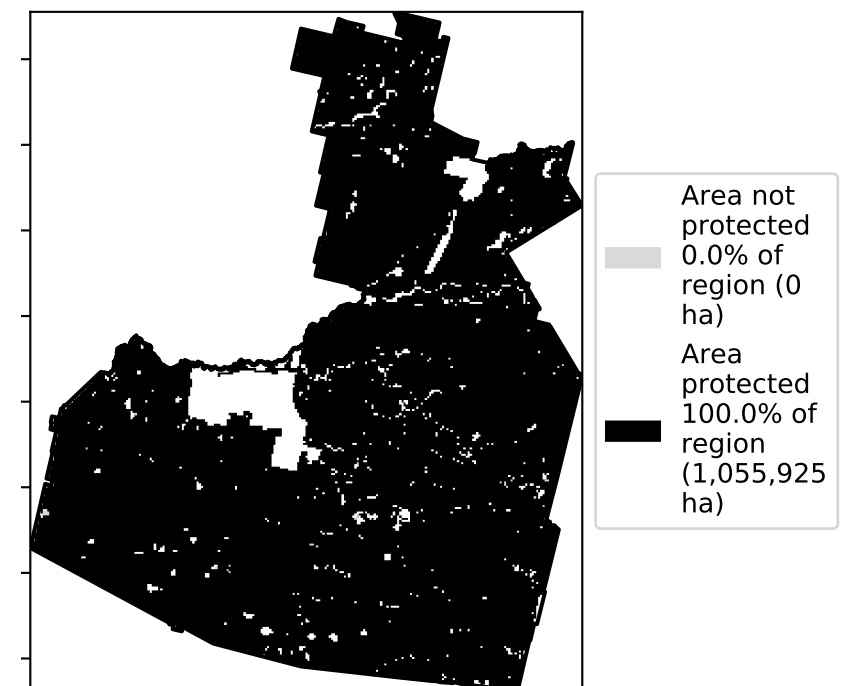 Area not
protected
0.0% of
region (0
ha)
Area
protected
100.0% of
region
(1,055,925
ha)